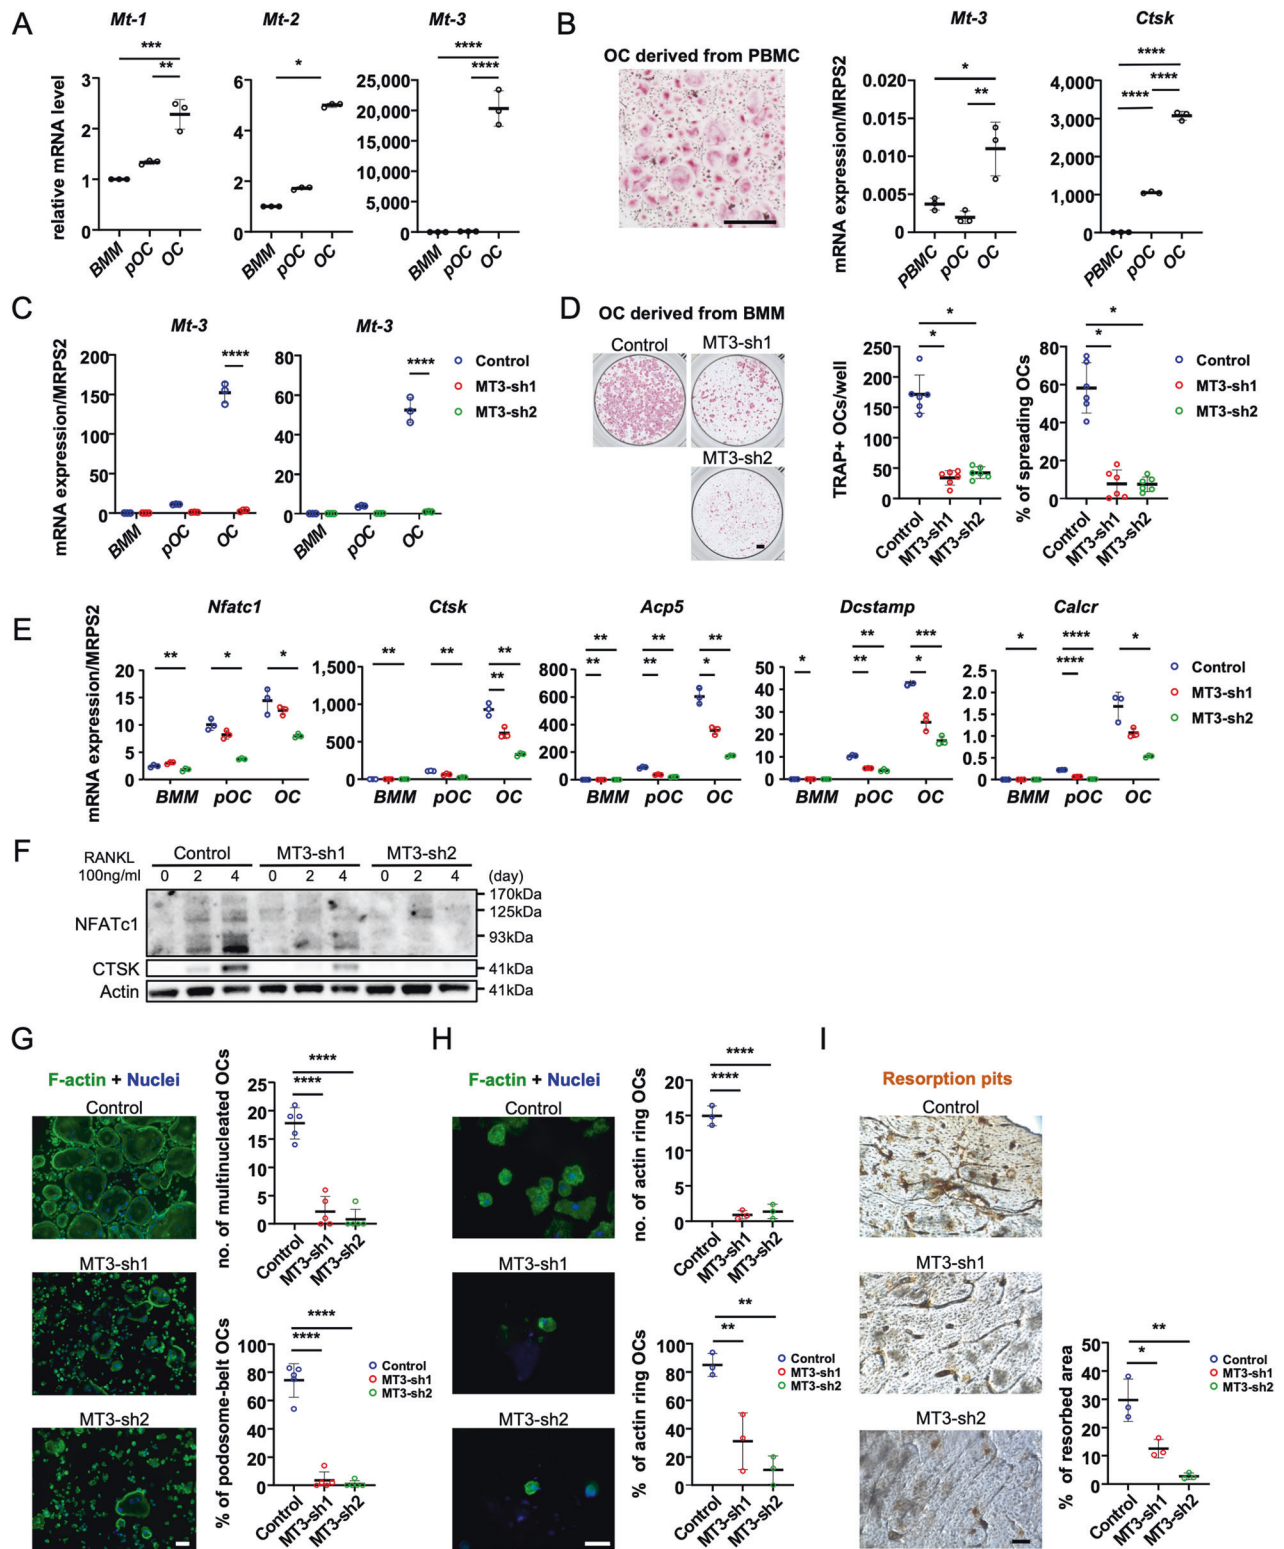 A
Mt-1
Mt-2
Mt-3
relative mRNA level
***
**
3
2
1
0
BMM
pOC
OC
*
6
4
2
0
BMM
pOC
OC
****
****
25,000
20,000
15,000
10,000
5,000
0
BMM
pOC
OC
B
OC derived from PBMC
Mt-3
Ctsk
mRNA expression/MRPS2
*
**
0.020
0.015
0.010
0.005
0
PBMC
pOC
OC
****
****
****
4,000
3,000
2,000
1,000
0
PBMC
pOC
OC
C
Mt-3
Mt-3
mRNA expression/MRPS2
****
200
150
100
50
0
BMM
pOC
OC
****
80
60
40
20
0
BMM
pOC
OC
Control
MT3-sh1
MT3-sh2
D
OC derived from BMM
Control
MT3-sh1
MT3-sh2
TRAP+ OCs/well
*
*
250
200
150
100
50
0
Control
MT3-sh1
MT3-sh2
% of spreading OCs
*
*
80
60
40
20
0
Control
MT3-sh1
MT3-sh2
E
Nfatc1
Ctsk
Acp5
Dcstamp
Calcr
mRNA expression/MRPS2
**
*
*
20
15
10
5
0
BMM
pOC
OC
**
**
**
**
1,500
1,000
500
0
BMM
pOC
OC
**
**
**
**
**
*
800
600
400
200
0
BMM
pOC
OC
**
***
*
**
*
50
40
30
20
10
0
BMM
pOC
OC
*
****
*
****
2.5
2.0
1.5
1.0
0.5
0
BMM
pOC
OC
Control
MT3-sh1
MT3-sh2
F
RANKL
100ng/ml
Control
MT3-sh1
MT3-sh2
0 2 4 0 2 4 0 2 4 (day)
NFATc1
170kDa
125kDa
93kDa
CTSK
41kDa
Actin
41kDa
G
F-actin + Nuclei
Control
MT3-sh1
MT3-sh2
no. of multinucleated OCs
****
****
25
20
15
10
5
0
Control
MT3-sh1
MT3-sh2
% of podosome-belt OCs
****
****
100
80
60
40
20
0
Control
MT3-sh1
MT3-sh2
Control
MT3-sh1
MT3-sh2
H
F-actin + Nuclei
Control
MT3-sh1
MT3-sh2
no. of actin ring OCs
****
****
20
15
10
5
0
Control
MT3-sh1
MT3-sh2
% of actin ring OCs
**
**
100
80
60
40
20
0
Control
MT3-sh1
MT3-sh2
Control
MT3-sh1
MT3-sh2
I
Resorption pits
Control
MT3-sh1
MT3-sh2
% of resorbed area
**
*
50
40
30
20
10
0
Control
MT3-sh1
MT3-sh2
Control
MT3-sh1
MT3-sh2